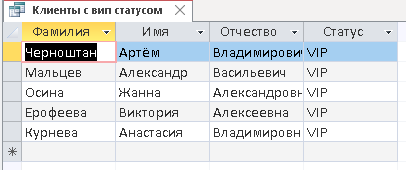 Клиенты с вип статусом
Фамилия Имя Отчество Статус
Черноштан Артём Владимирович VIP
Мальцев Александр Васильевич VIP
Осина Жанна Александровн VIP
Ерофеева Виктория Алексеевна VIP
Курнева Анастасия Владимировн VIP